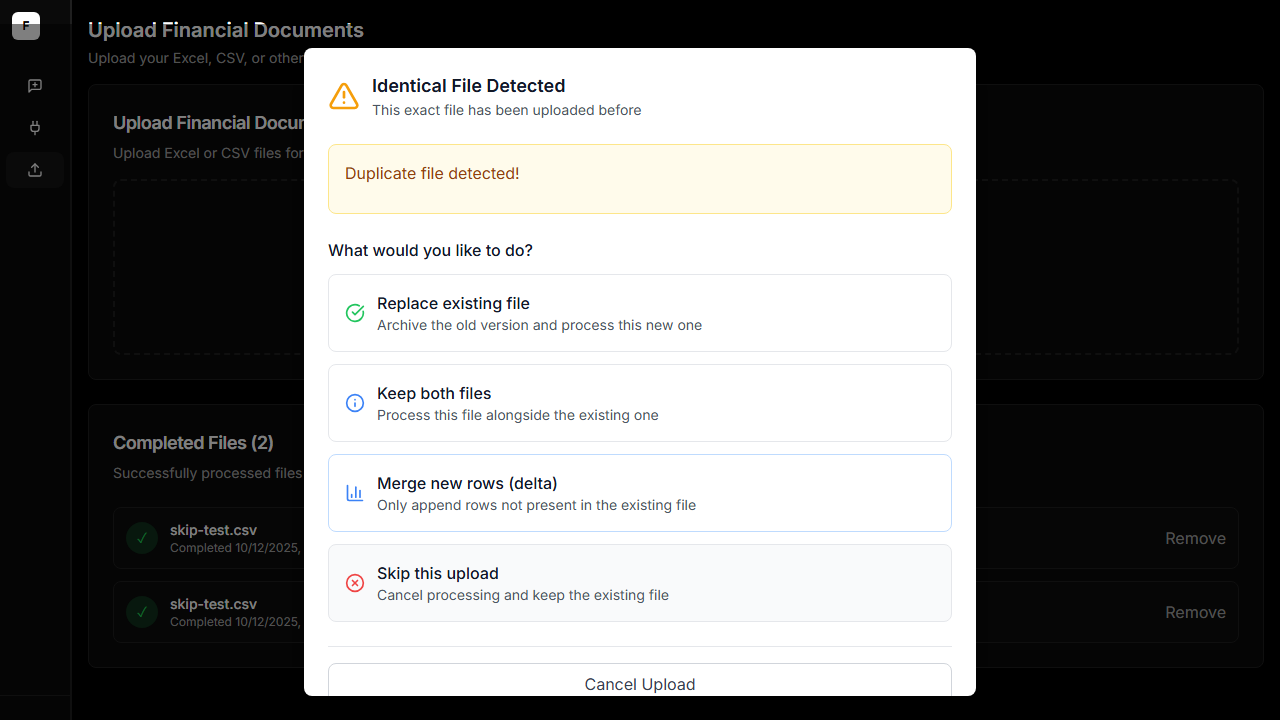 F
Upload Financial Documents
Upload your Excel, CSV, or other
Identical File Detected
This exact file has been uploaded before
Upload Financial Docu
Upload Excel or CSV files for
Duplicate file detected!
What would you like to do?
Replace existing file
Archive the old version and process this new one
Keep both files
Process this file alongside the existing one
Merge new rows (delta)
Only append rows not present in the existing file
Skip this upload
Cancel processing and keep the existing file
Cancel Upload
Completed Files (2)
Successfully processed files
skip-test.csv
Completed 10/12/2025,
Remove
skip-test.csv
Completed 10/12/2025,
Remove